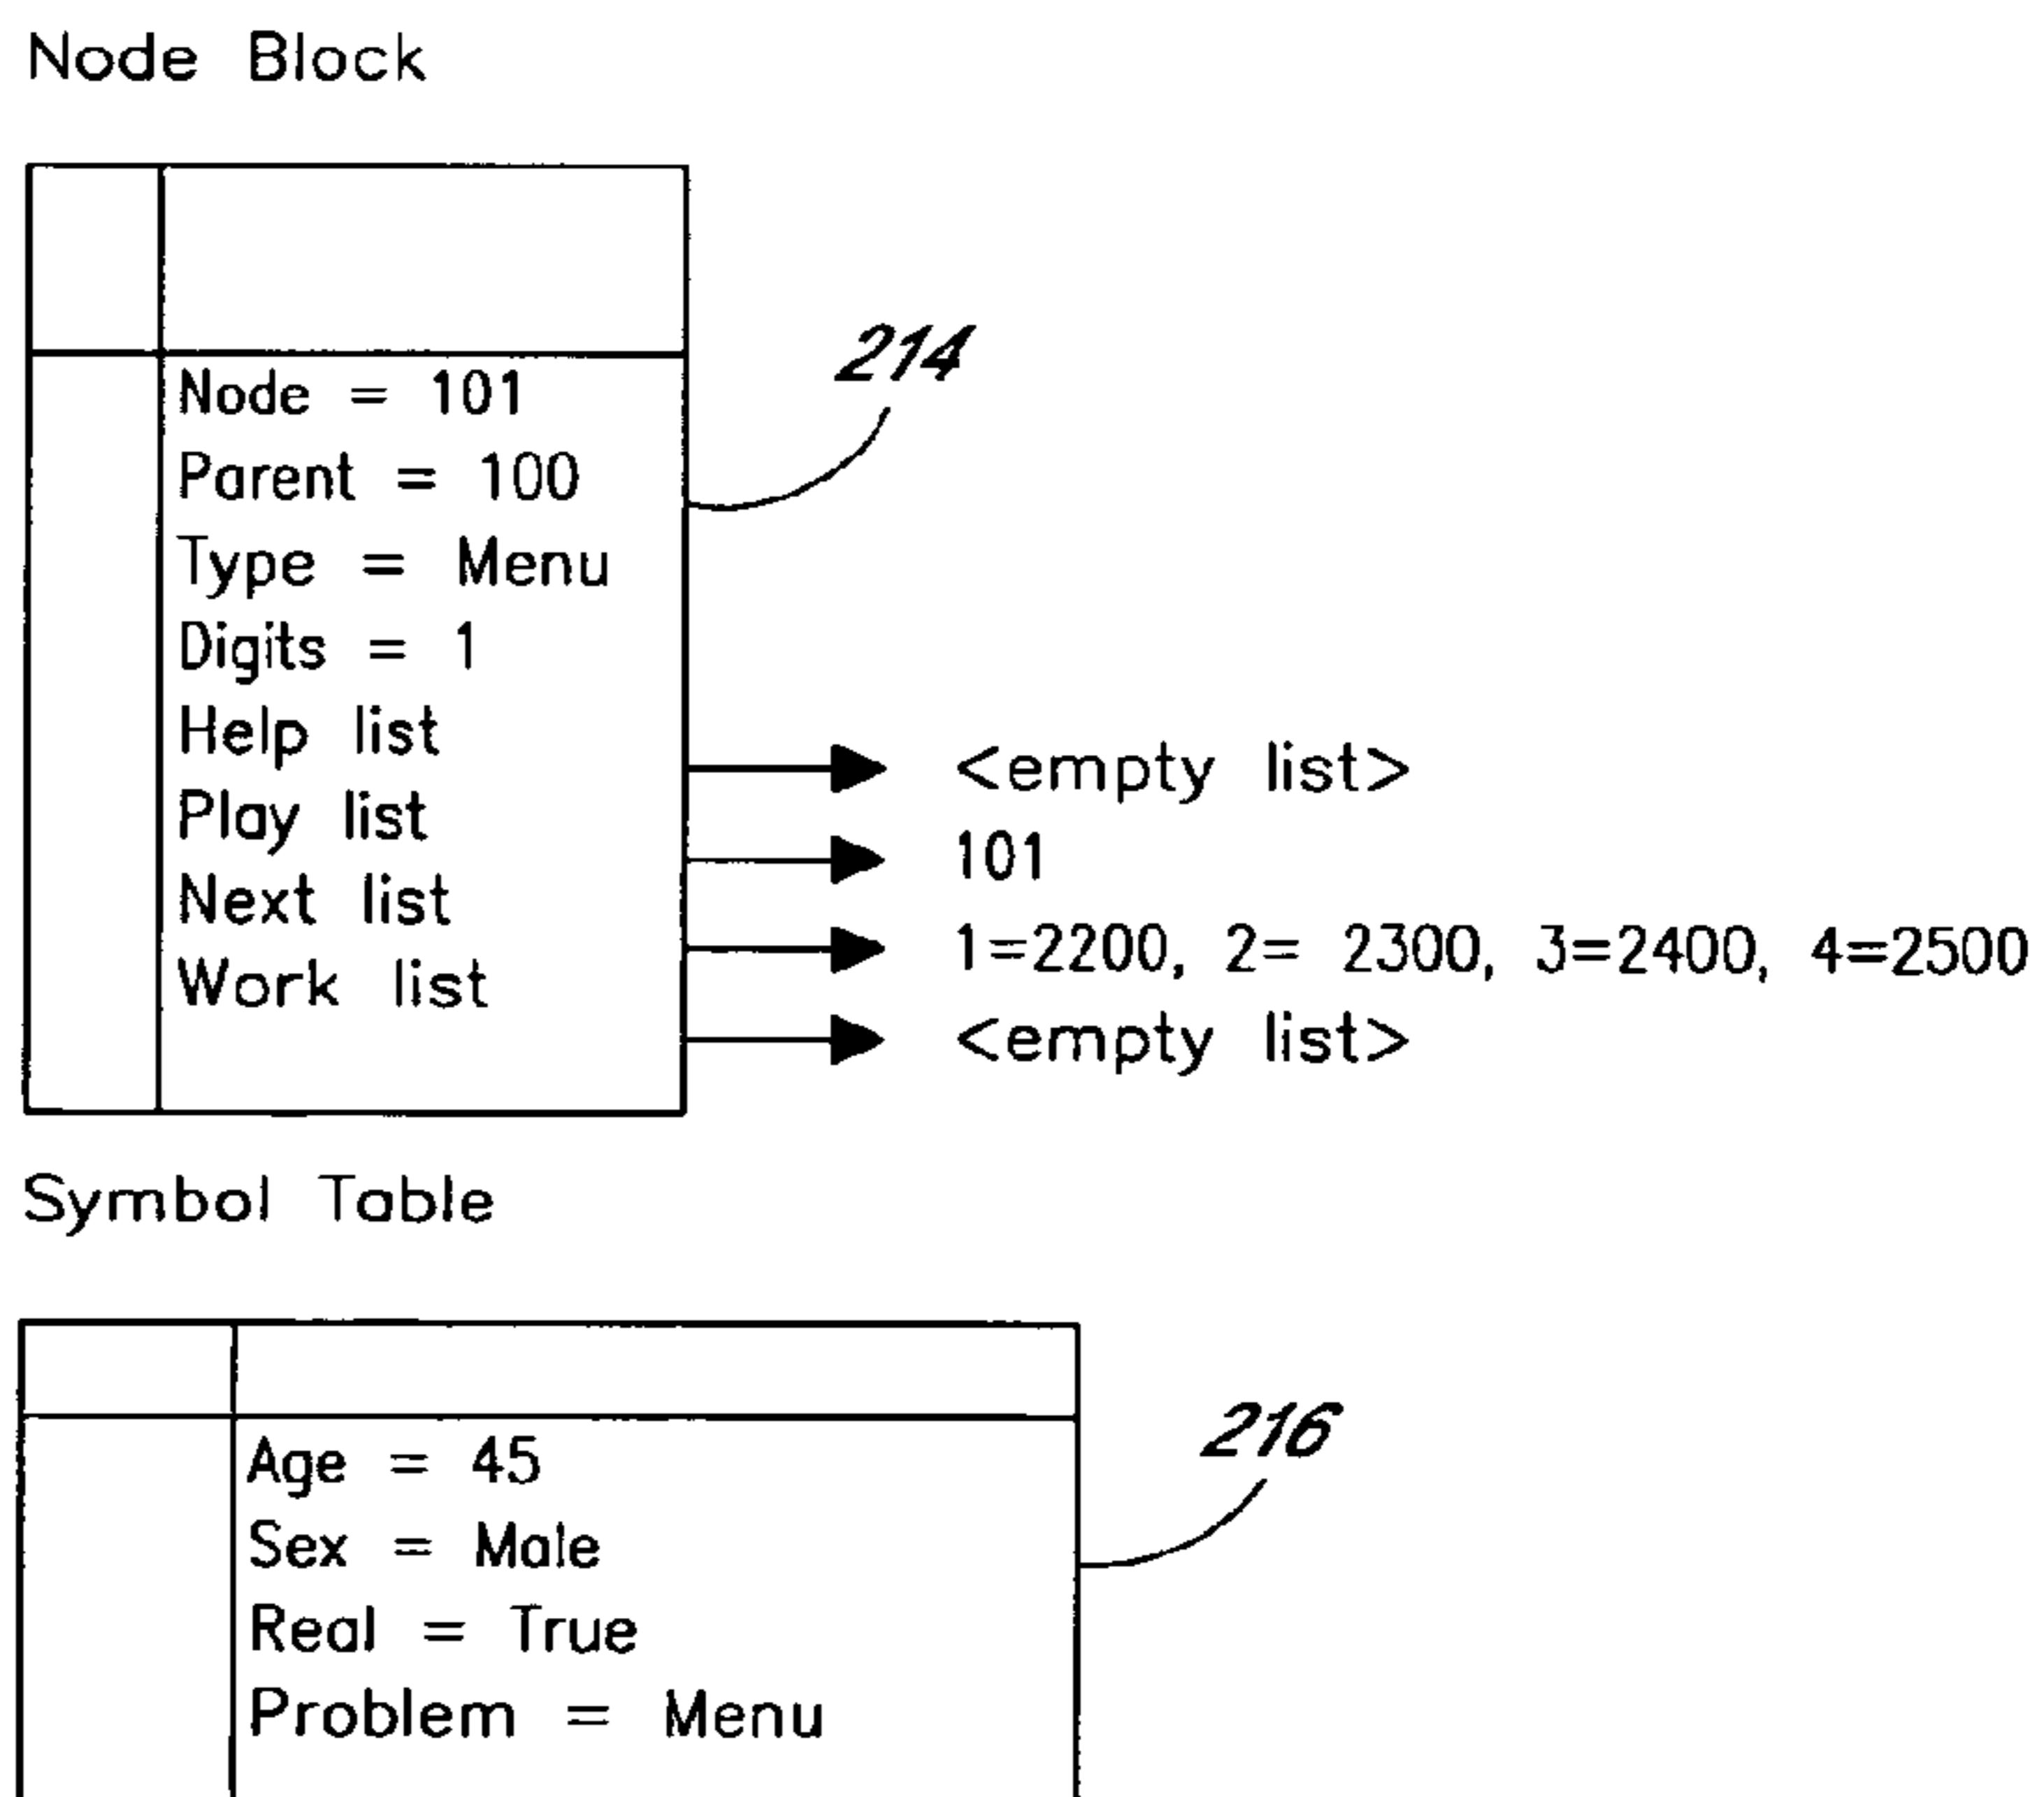 Node Block
214
Node = 101
Parent = 100
Type = Menu
Digits = 1
Help list
<empty list>
Play list
101
Next list
1=2200, 2= 2300, 3=2400, 4=2500
Work list
<empty list>
Symbol Table
216
Age = 45
Sex = Male
Real = True
Problem = Menu